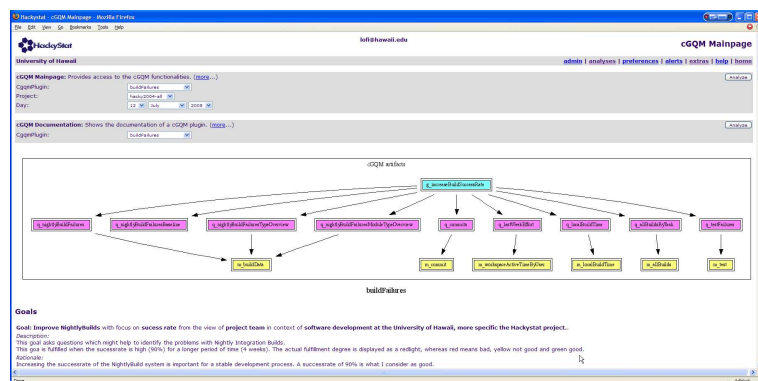 Hackystat - cGQM Mainpage - Mozilla Firefox
File Edit View Go Bookmarks Tools Help
HackyStat
lofi@hawaii.edu
cGQM Mainpage
University of Hawaii
admin | analyses | preferences | alerts | extras | help | home
cGQM Mainpage: Provides access to the cGQM functionalities. (more...)
Analyze
CgqmPlugin: buildFailures
Project: hacky2004-all
Day: 12 July 2005
cGQM Documentation: Shows the documentation of a cGQM plugin. (more...)
Analyze
CgqmPlugin: buildFailures
cGQM artifacts
g_increaseBuildSuccessRate
q_nightlyBuildFailures q_nightlyBuildFailuresBaseLine q_nightlyBuildFailuresTypeOverview q_nightlyBuildFailuresModuleTypeOverview q_commits q_lastWeekEffort q_localBuildTime q_allBuildsByTask q_testFailures
m_buildData m_commit m_workspaceActiveTimeByUser m_localBuildTime m_allBuilds m_test
buildFailures
Goals
Goal: Improve NightlyBuilds with focus on sucess rate from the view of project team in context of software development at the University of Hawaii, more specific the Hackystat project..
Description:
This goal asks questions which might help to identify the problems with Nightly Integration Builds.
This goa is fulfilled when the sucessrate is high (90%) for a longer period of time (4 weeks). The actual fulfillment degree is displayed as a redlight, whereas red means bad, yellow not good and green good.
Rationale:
Increasing the successrate of the NightlyBuild system is important for a stable development process. A successrate of 90% is what I consider as good.
Done